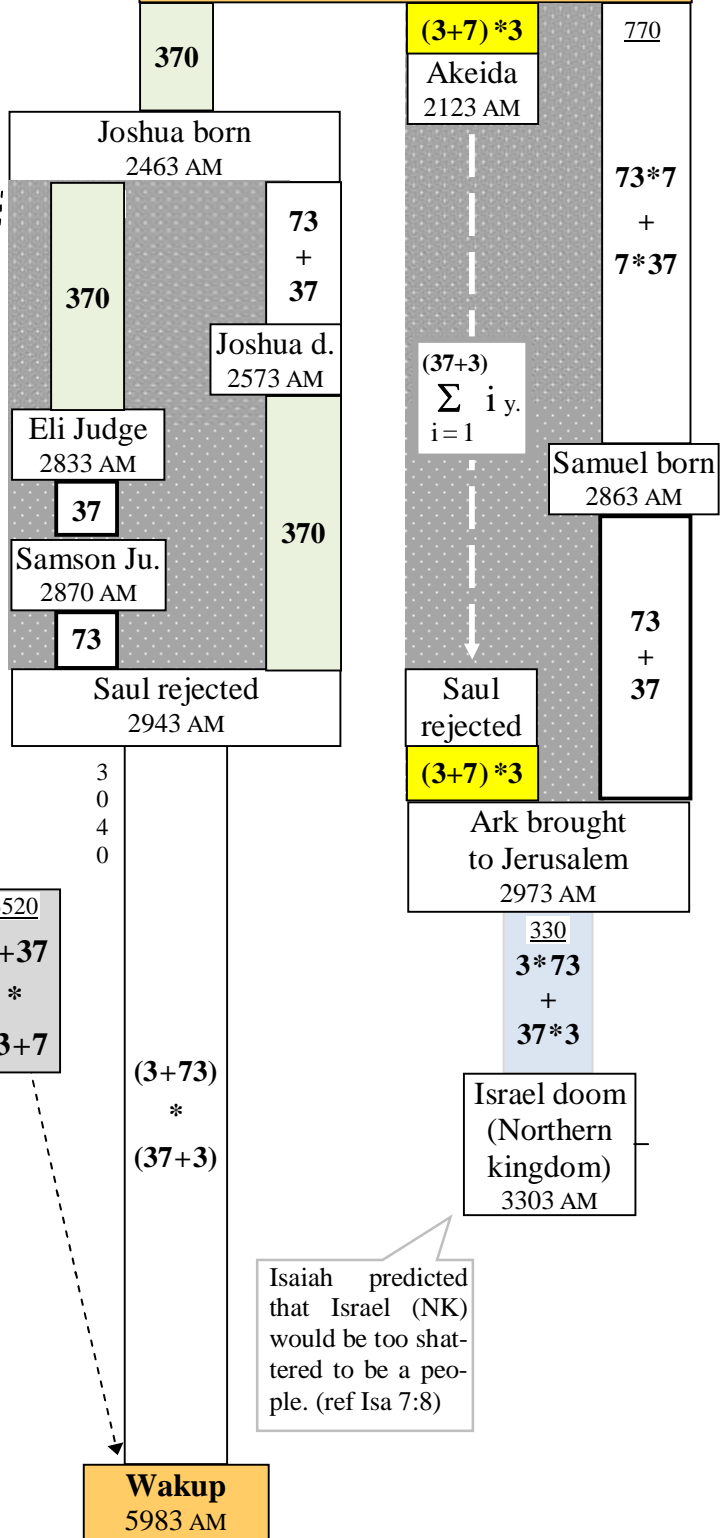 370
Joshua born
2463 AM
370
73
+
37
Joshua d.
2573 AM
Eli Judge
2833 AM
37
370
Samson Ju.
2870 AM
73
Saul rejected
2943 AM
3
0
4
0
520
+37
*
3+7
(3+73)
*
(37+3)
Wakup
5983 AM
(3+7) *3
Akeida
2123 AM
(37+3)
Σ i y.
i = 1
Saul
rejected
(3+7) *3
770
73*7
+
7*37
Samuel born
2863 AM
73
+
37
Ark brought
to Jerusalem
2973 AM
330
3*73
+
37*3
Israel doom
(Northern
kingdom)
3303 AM
Isaiah predicted
that Israel (NK)
would be too shat-
tered to be a peo-
ple. (ref Isa 7:8)